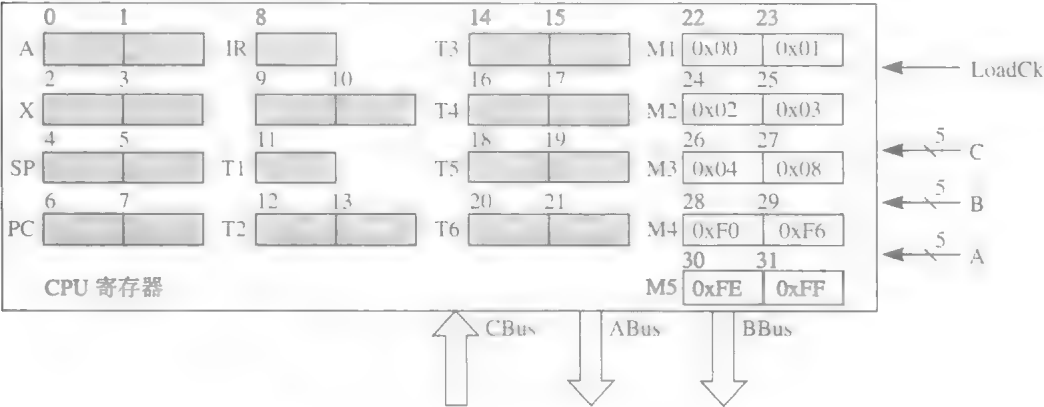 0 1 8 14 15 22 23
A IR T3 M1 0x00 0x01
LoadCk
2 3 9 10 16 17 24 25
X T4 M2 0x02 0x03
4 5 11 18 19 26 27 5
SP T1 T5 M3 0x04 0x08 C
6 7 12 13 20 21 28 29 5
PC T2 T6 M4 0xF0 0xF6 B
30 31 5
CPU 寄存器 M5 0xFE 0xFF A
CBus ABus BBus